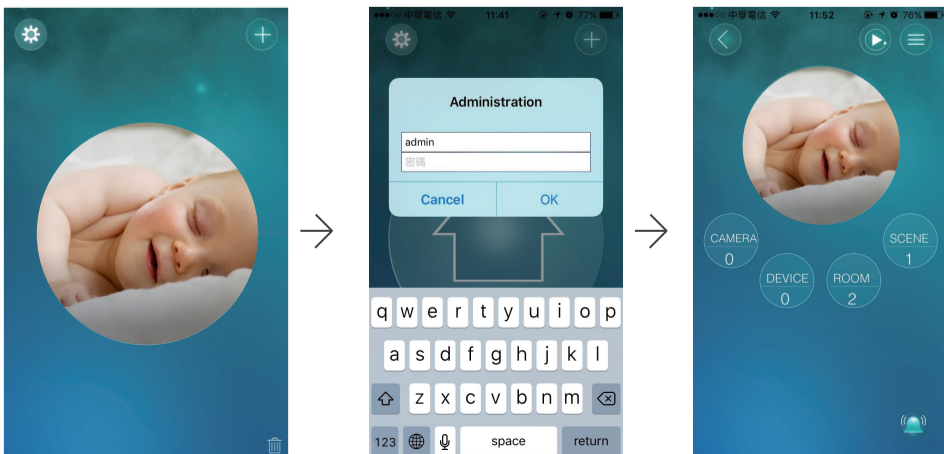 中華電信 11:41 77%
Administration
admin
密碼
Cancel OK
q w e r t y u i o p
a s d f g h j k l
z x c v b n m
123 space return
中華電信 11:52 76%
CAMERA
0
DEVICE
0
ROOM
2
SCENE
1